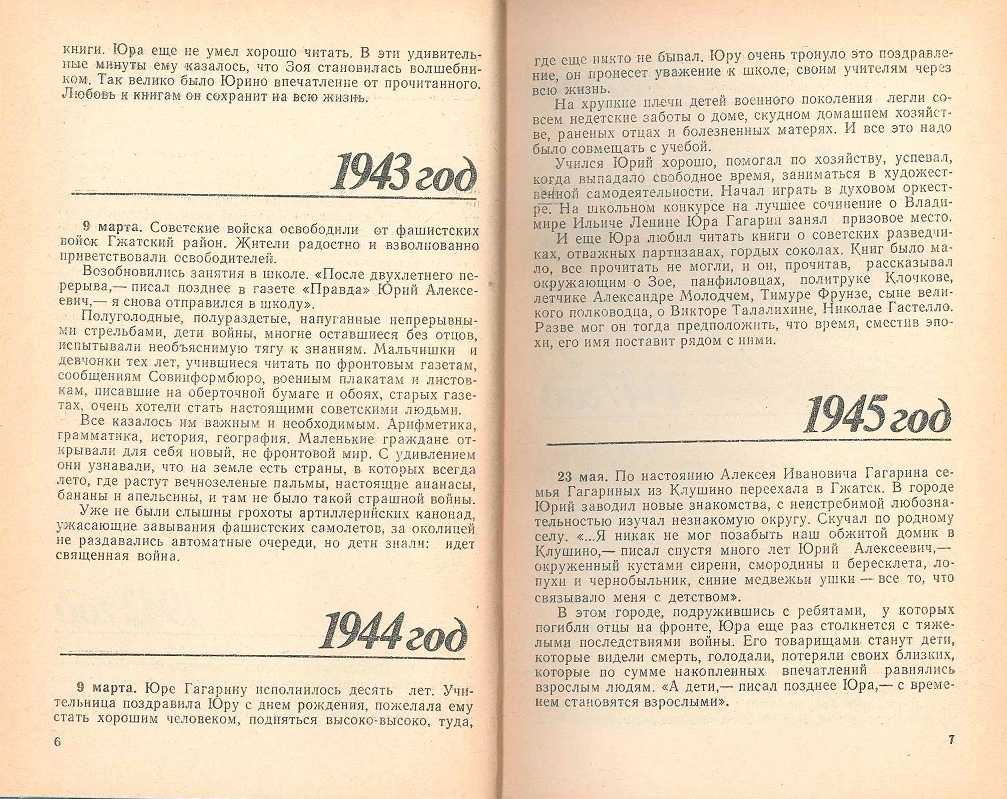 книги. Юра еще не умел хорошо читать. В эти удивитель-
ные минуты ему казалось, что Зоя становилась волшебни-
ком. Так велико было Юрино впечатление от прочитанного.
Любовь к книгам он сохранит на всю жизнь.
1943 год
9 марта. Советские войска освободили от фашистских
войск Гжатский район. Жители радостно и взволнованно
приветствовали освободителей.
Возобновились занятия в школе. «После двухлетнего пе-
рерыва,— писал позднее в газете «Правда» Юрий Алексе-
евич,— я снова отправился в школу».
Полуголодные, полураздетые, напуганные непрерывны-
ми стрельбами, дети войны, многие оставшиеся без отцов,
испытывали необъяснимую тягу к знаниям. Мальчишки и
девчонки тех лет, учившиеся читать по фронтовым газетам,
сообщениям Совинформбюро, военным плакатам и листов-
кам, писавшие на оберточной бумаге и обоях, старых газе-
тах, очень хотели стать настоящими советскими людьми.
Все казалось им важным и необходимым. Арифметика,
грамматика, история, география. Маленькие граждане от-
крывали для себя новый, не фронтовой мир. С удивлением
они узнавали, что на земле есть страны, в которых всегда
лето, где растут вечнозеленые пальмы, настоящие ананасы,
бананы и апельсины, и там не было такой страшной войны.
Уже не были слышны грохоты артиллерийских канонад,
ужасающие завывания фашистских самолетов, за околицей
не раздавались автоматные очереди, но дети знали: идет
священная война.
1944 год
9 марта. Юре Гагарину исполнилось десять лет. Учи-
тельница поздравила Юру с днем рождения, пожелала ему
стать хорошим человеком, подняться высоко-высоко, туда,
6
где еще никто не бывал. Юру очень тронуло это поздравле-
ние, он пронесет уважение к школе, своим учителям через
всю жизнь.
На хрупкие плечи детей военного поколения легли со-
всем недетские заботы о доме, скудном домашнем хозяйст-
ве, раненых отцах и болезненных матерях. И все это надо
было совмещать с учебой.
Учился Юрий хорошо, помогал по хозяйству, успевал,
когда выпадало свободное время, заниматься в художест-
венной самодеятельности. Начал играть в духовом оркест-
ре. На школьном конкурсе на лучшее сочинение о Влади-
мире Ильиче Ленине Юра Гагарин занял призовое место.
И еще Юра любил читать книги о советских разведчи-
ках, отважных партизанах, гордых соколах. Книг было ма-
ло, все прочитать не могли, и он, прочитав, рассказывал
окружающим о Зое, панфиловцах, политруке Клочкове,
летчике Александре Молодчем, Тимуре Фрунзе, сыне вели-
кого полководца, о Викторе Талалихине, Николае Гастелло.
Разве мог он тогда предположить, что время, сместив эпо-
хи, его имя поставит рядом с ними.
1945 год
23 мая. По настоянию Алексея Ивановича Гагарина се-
мья Гагариных из Клушино переехала в Гжатск. В городе
Юрий заводил новые знакомства, с неистребимой любозна-
тельностью изучал незнакомую округу. Скучал по родному
селу. «...Я никак не мог позабыть наш обжитой домик в
Клушино,— писал спустя много лет Юрий Алексеевич,—
окруженный кустами сирени, смородины и бересклета, ло-
пухи и чернобыльник, синие медвежьи ушки — все то, что
связывало меня с детством».
В этом городе, подружившись с ребятами, у которых
погибли отцы на фронте, Юра еще раз столкнется с тяже-
лыми последствиями войны. Его товарищами станут дети,
которые видели смерть, голодали, потеряли своих близких,
которые по сумме накопленных впечатлений равнялись
взрослым людям. «А дети,— писал позднее Юра,— с време-
нем становятся взрослыми».
7